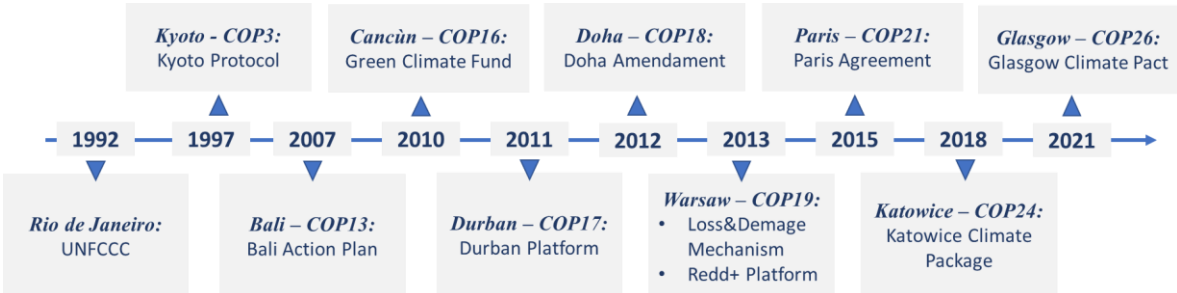 Kyoto - COP3:
Kyoto Protocol
Cancùn – COP16:
Green Climate Fund
Doha – COP18:
Doha Amendament
Paris – COP21:
Paris Agreement
Glasgow – COP26:
Glasgow Climate Pact
1992 1997 2007 2010 2011 2012 2013 2015 2018 2021
Rio de Janeiro:
UNFCCC
Bali – COP13:
Bali Action Plan
Durban – COP17:
Durban Platform
Warsaw – COP19:
• Loss&Demage
Mechanism
• Redd+ Platform
Katowice – COP24:
Katowice Climate
Package